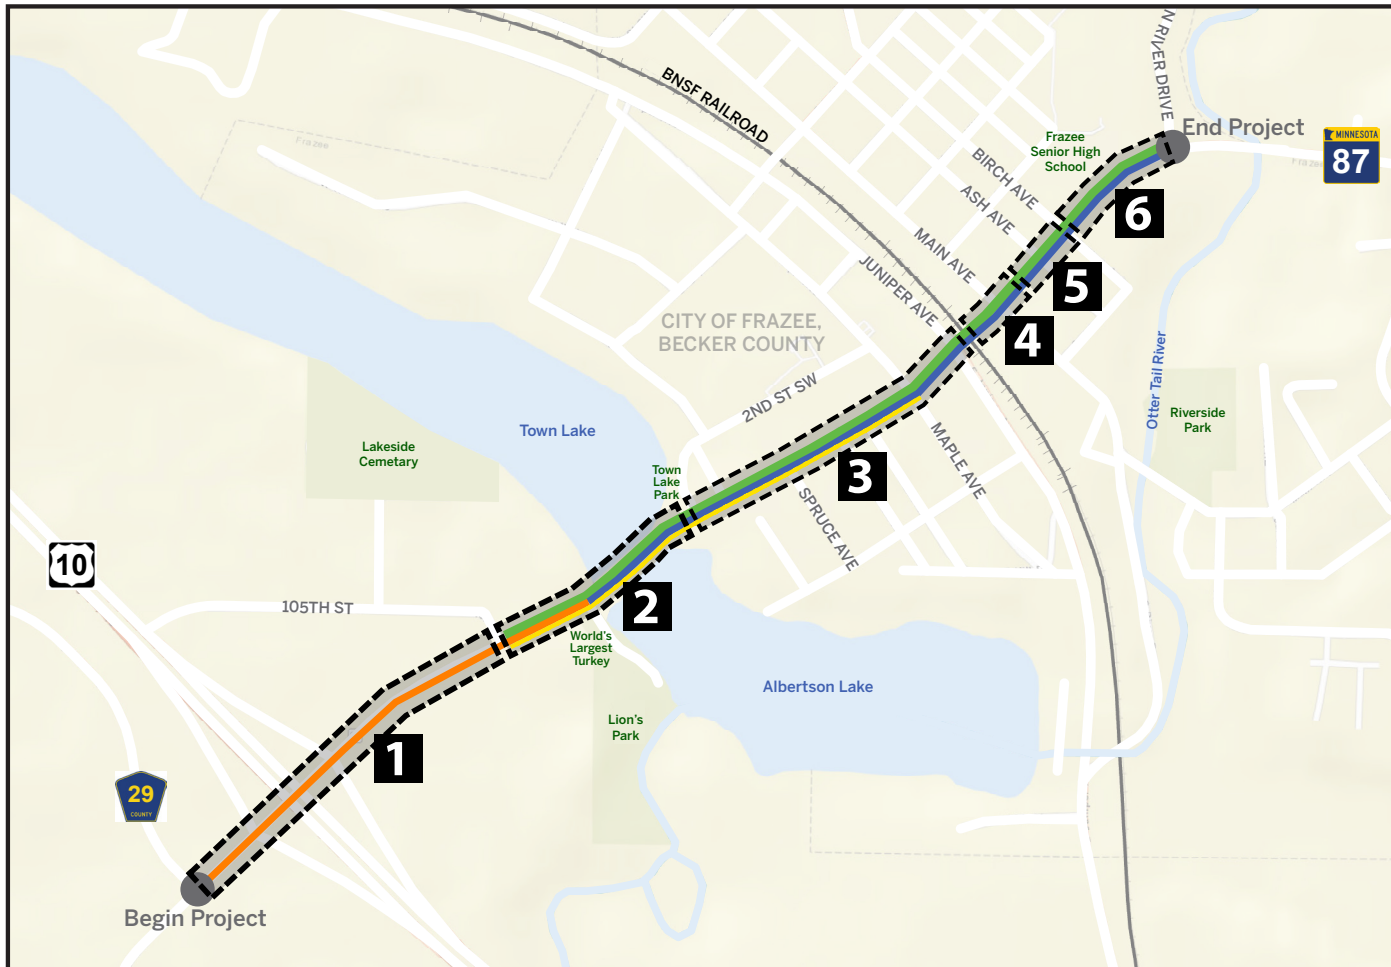 N RIVER DRIVE
BNSF RAILROAD
End Project
MINNESOTA
87
Frazee
Senior High
School
Frazee
BIRCH AVE
ASH AVE
6
MAIN AVE
JUNIPER AVE
5
CITY OF FRAZEE,
BECKER COUNTY
4
2ND ST SW
Otter Tail River
Riverside
Park
Town Lake
Lakeside
Cemetary
MAPLE AVE
3
Town
Lake
Park
SPRUCE AVE
10
105TH ST
2
World's
Largest
Turkey
Albertson Lake
Lion's
Park
1
29
COUNTY
Begin Project